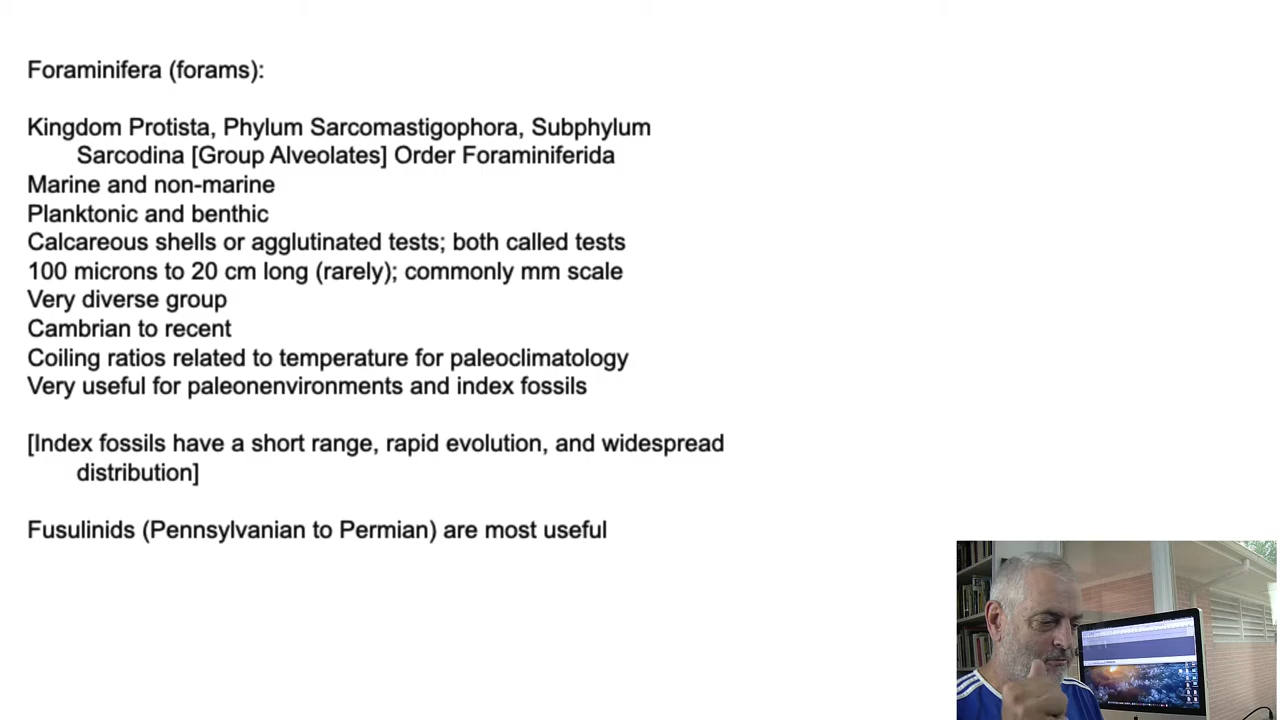 Foraminifera (forams):
Kingdom Protista, Phylum Sarcomastigophora, Subphylum
Sarcodina [Group Alveolates] Order Foraminiferida
Marine and non-marine
Planktonic and benthic
Calcareous shells or agglutinated tests; both called tests
100 microns to 20 cm long (rarely); commonly mm scale
Very diverse group
Cambrian to recent
Coiling ratios related to temperature for paleoclimatology
Very useful for paleonenvironments and index fossils
[Index fossils have a short range, rapid evolution, and widespread
distribution]
Fusulinids (Pennsylvanian to Permian) are most useful